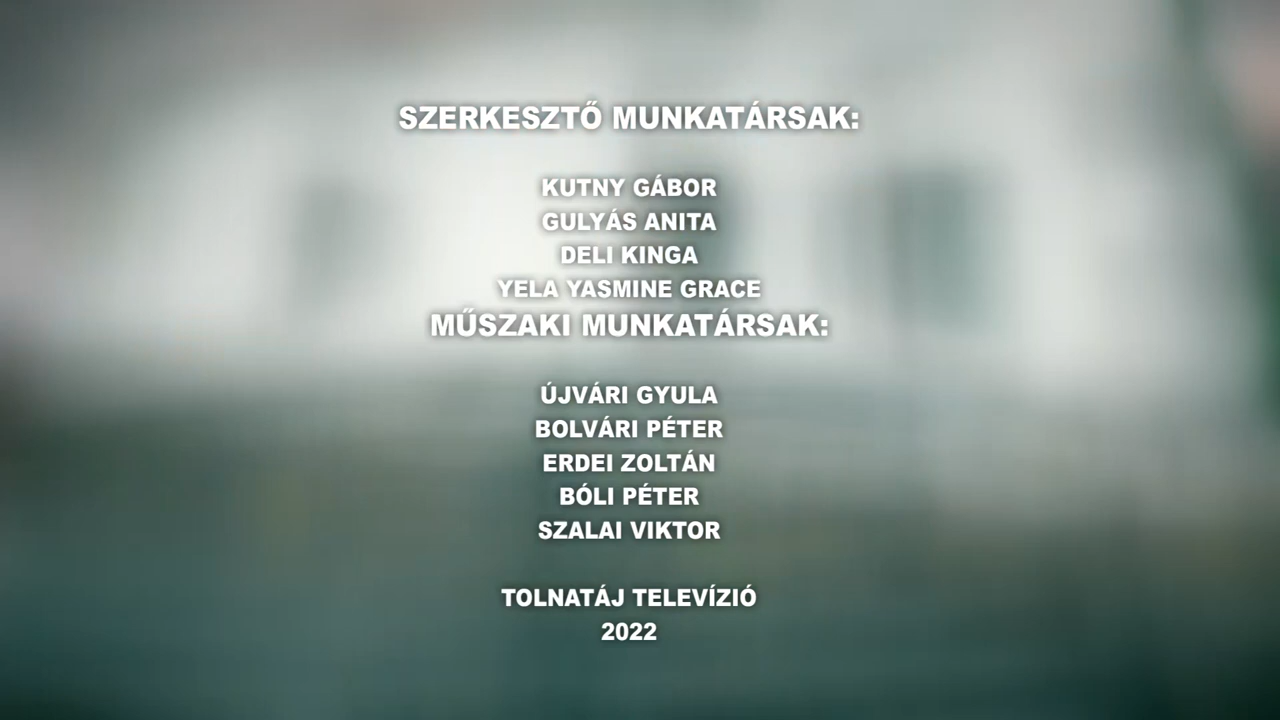 SZERKESZTŐ MUNKATÁRSAK:
KUTNY GÁBOR
GULYÁS ANITA
DELI KINGA
YELA YASMINE GRACE
MŰSZAKI MUNKATÁRSAK:
ÚJVÁRI GYULA
BOLVÁRI PÉTER
ERDEI ZOLTÁN
BÓLI PÉTER
SZALAI VIKTOR
TOLNATÁJ TELEVÍZIÓ
2022